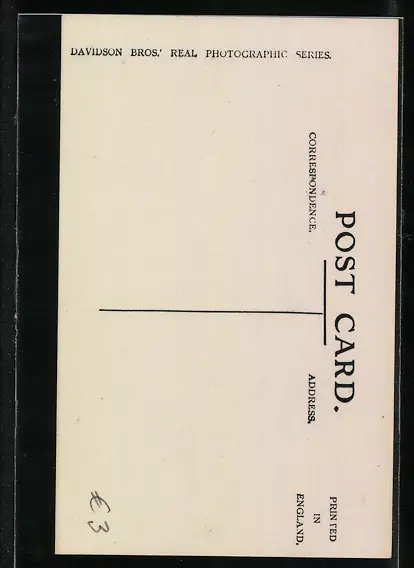 DAVIDSON BROS.' REAL PHOTOGRAPHIC SERIES.
POST CARD.
CORRESPONDENCE.
ADDRESS.
PRINTED
IN
ENGLAND.
€3